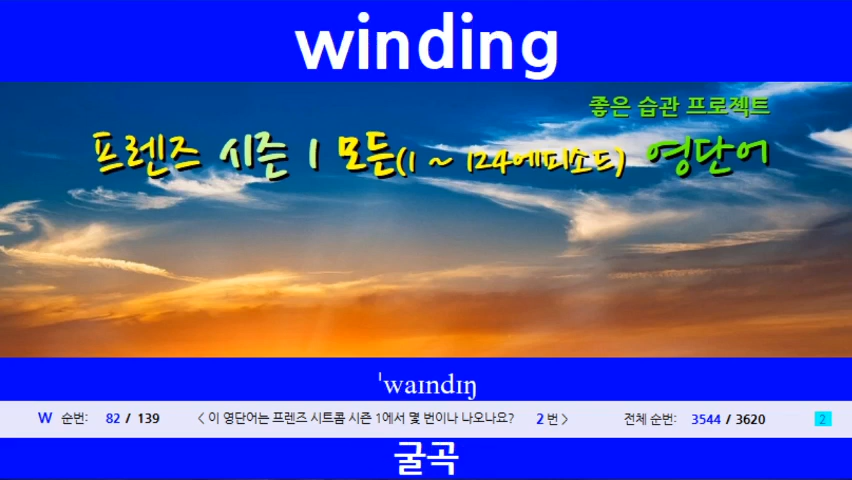 winding
좋은 습관 프로젝트
프렌즈 시즌 1 모든(1 ~ 124에피소드) 영단어
ˈwaɪndɪŋ
W 순번: 82 / 139 < 이 영단어는 프렌즈 시트콤 시즌 1에서 몇 번이나 나오나요? 2 번 > 전체 순번: 3544 / 3620 2
굴곡